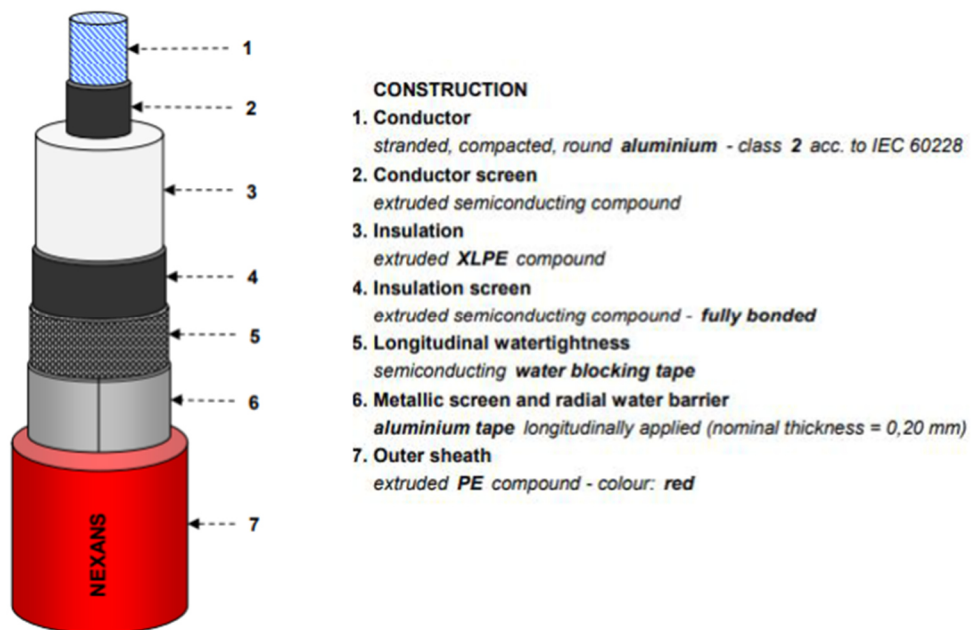 1
2
3
4
5
6
7
NEXANS
CONSTRUCTION
1. Conductor
stranded, compacted, round aluminium - class 2 acc. to IEC 60228
2. Conductor screen
extruded semiconducting compound
3. Insulation
extruded XLPE compound
4. Insulation screen
extruded semiconducting compound - fully bonded
5. Longitudinal watertightness
semiconducting water blocking tape
6. Metallic screen and radial water barrier
aluminium tape longitudinally applied (nominal thickness = 0,20 mm)
7. Outer sheath
extruded PE compound - colour: red